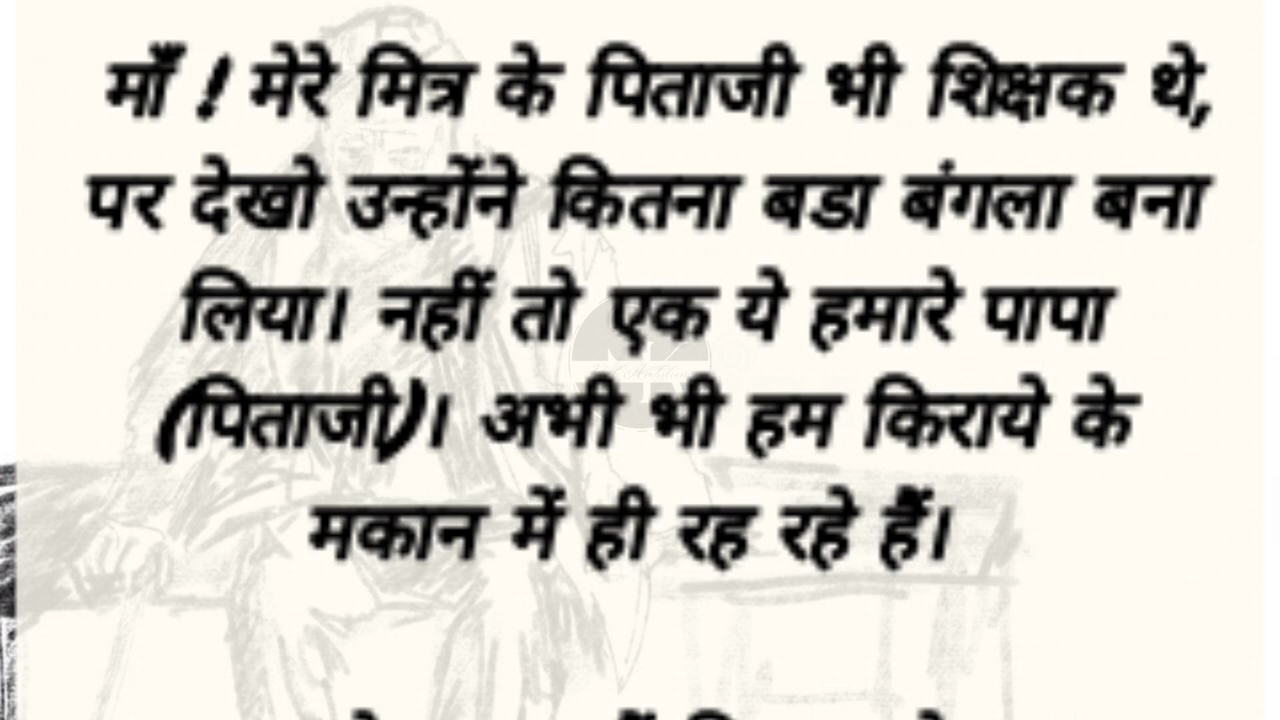 माँ ! मेरे मित्र के पिताजी भी शिक्षक थे,
पर देखो उन्होंने कितना बडा बंगला बना
लिया। नहीं तो एक ये हमारे पापा
(पिताजी)। अभी भी हम किराये के
मकान में ही रह रहे हैं।